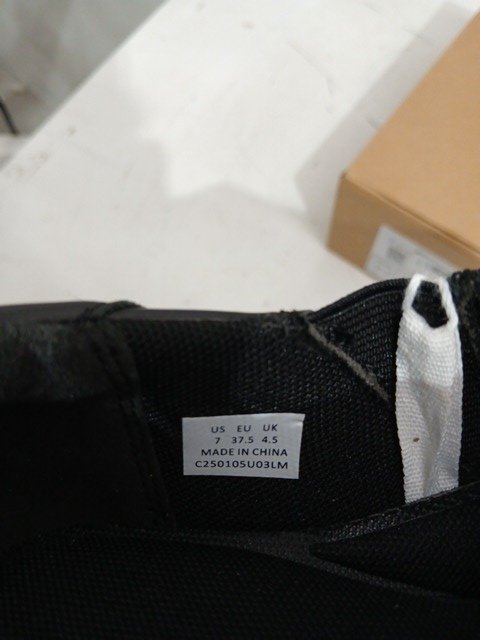 US EU UK
7 37.5 4.5
MADE IN CHINA
C250105U03LM